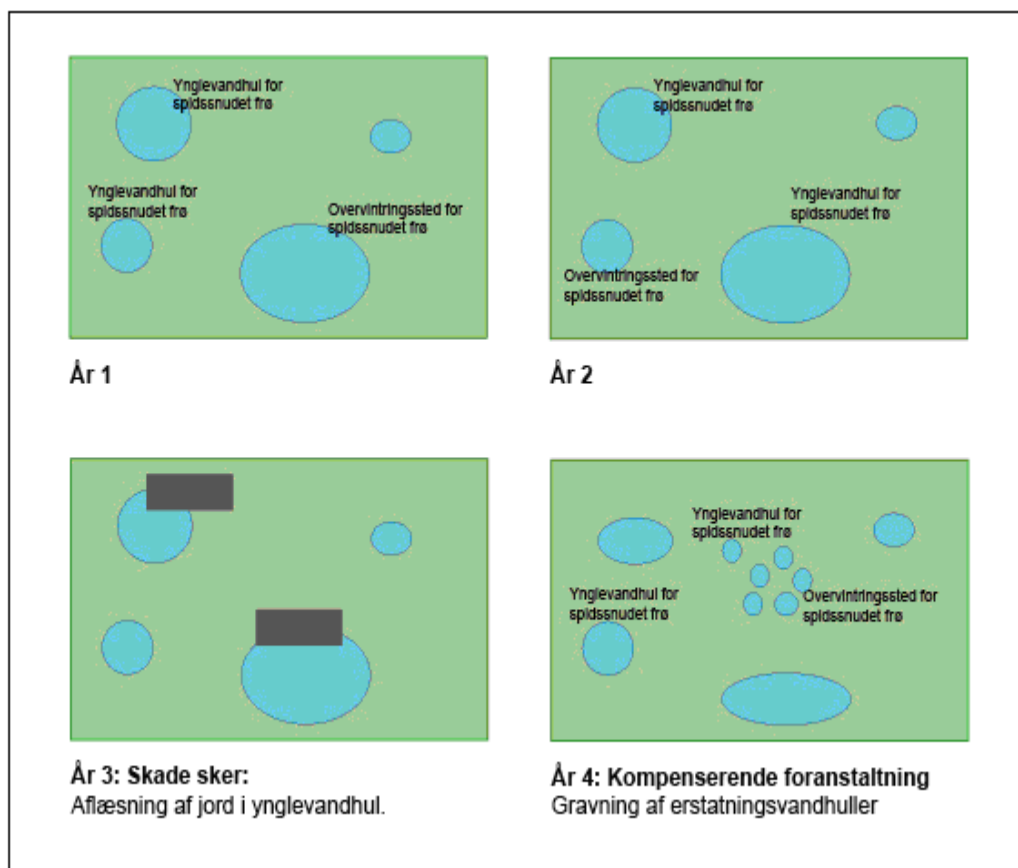 Ynglevandhul for
spidssnudet frø
Ynglevandhul for
spidssnudet frø
Overvintringssted for
spidssnudet frø
År 1
Ynglevandhul for
spidssnudet frø
Ynglevandhul for
spidssnudet frø
Overvintringssted for
spidssnudet frø
År 2
År 3: Skade sker:
Aflæsning af jord i ynglevandhul.
Ynglevandhul for
spidssnudet frø
Ynglevandhul for
spidssnudet frø
Overvintringssted for
spidssnudet frø
År 4: Kompenserende foranstaltning
Gravning af erstatningsvandhuller